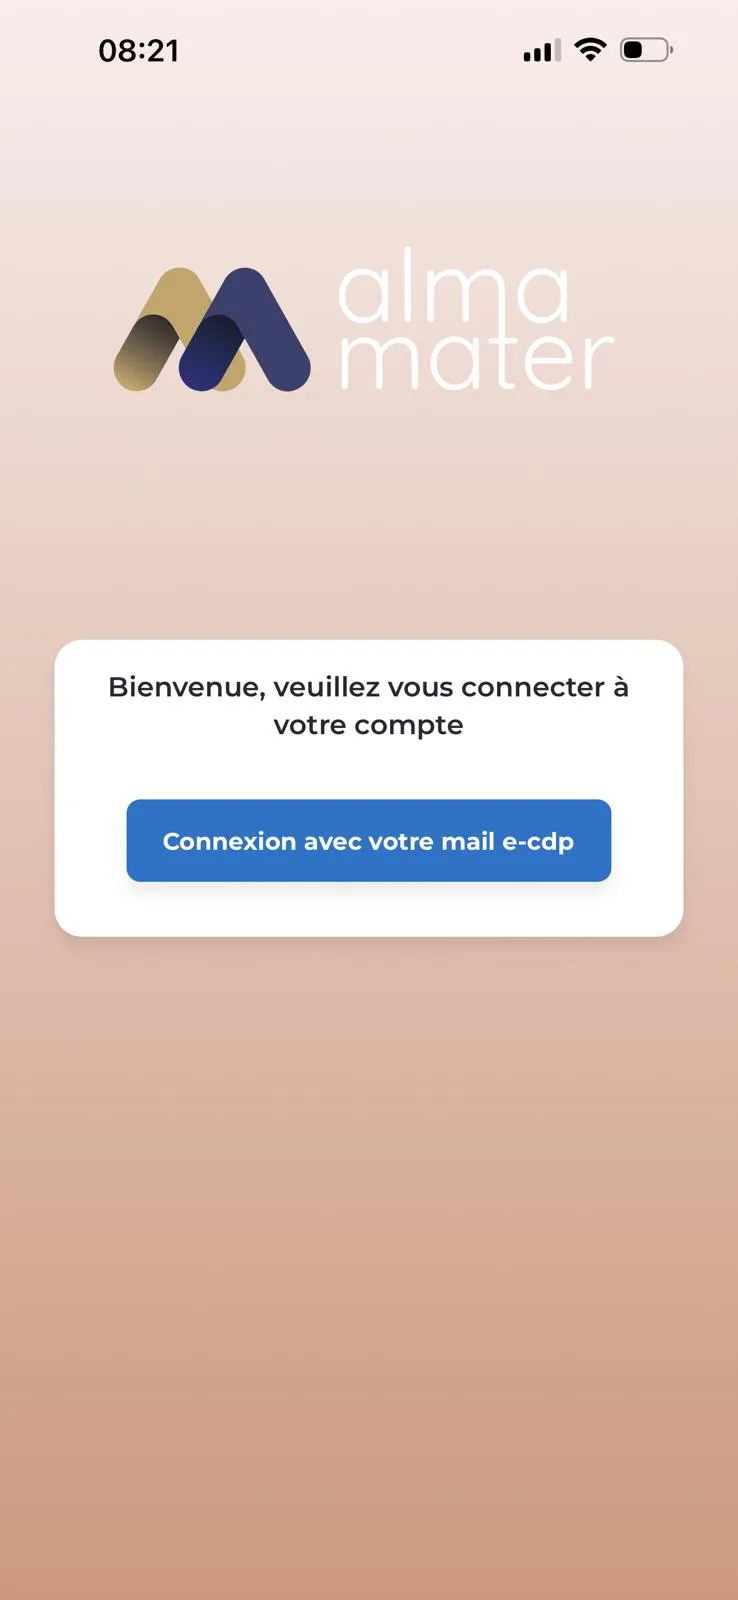 08:21
alma
mater
Bienvenue, veuillez vous connecter à
votre compte
Connexion avec votre mail e-cdp